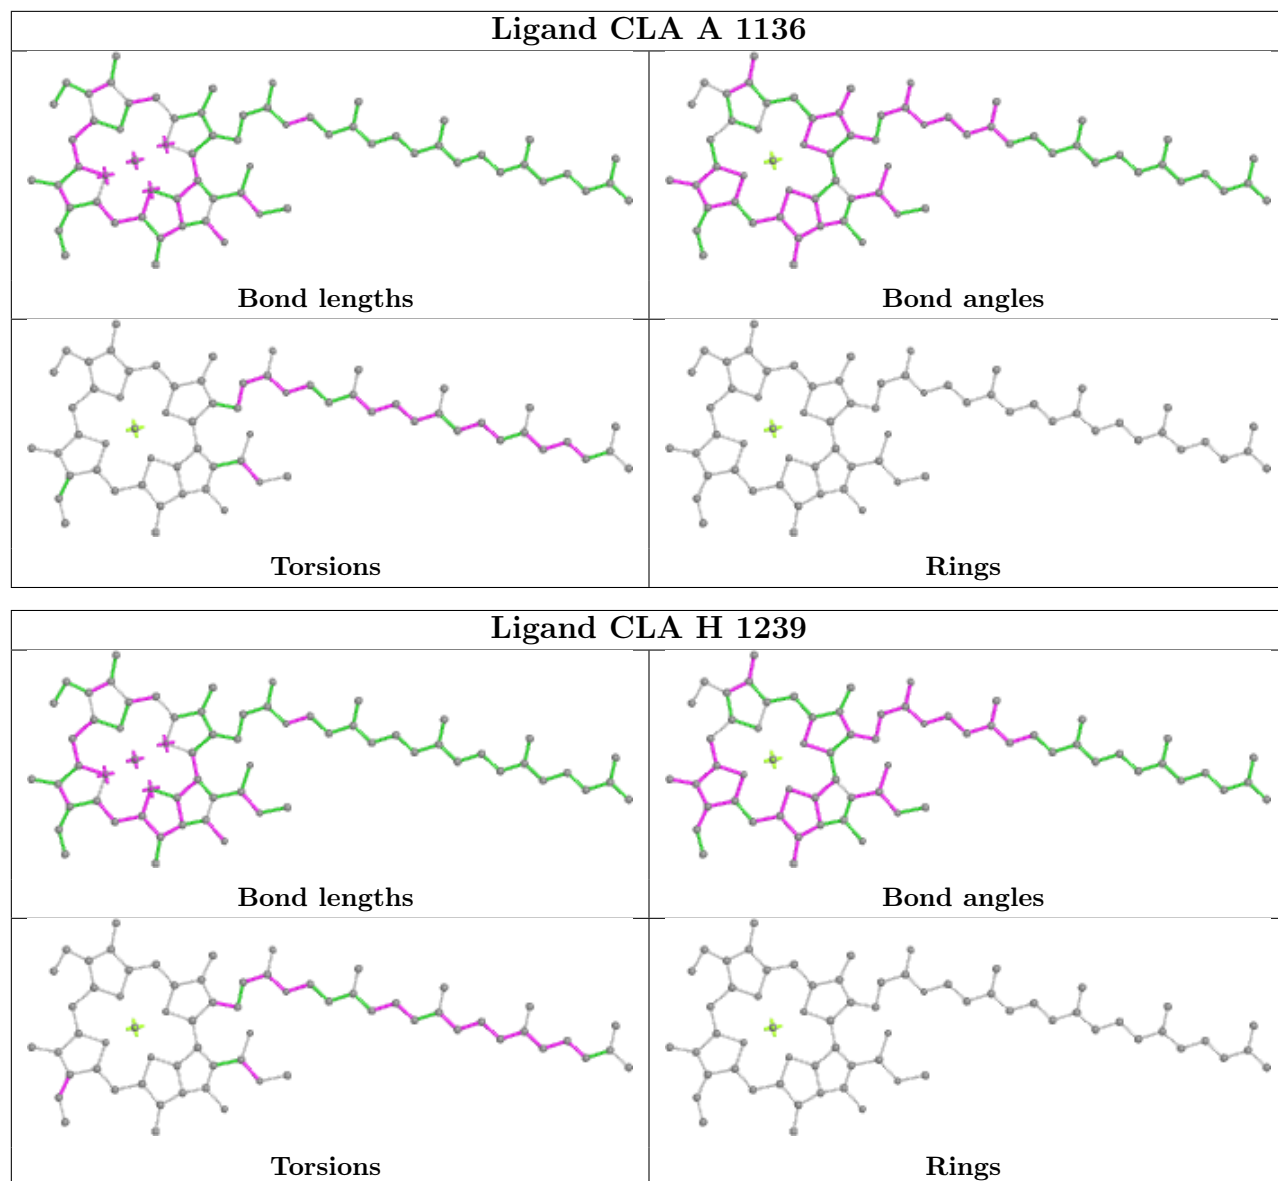 Ligand CLA A 1136
Bond lengths
Bond angles
Torsions
Rings
Ligand CLA H 1239
Bond lengths
Bond angles
Torsions
Rings